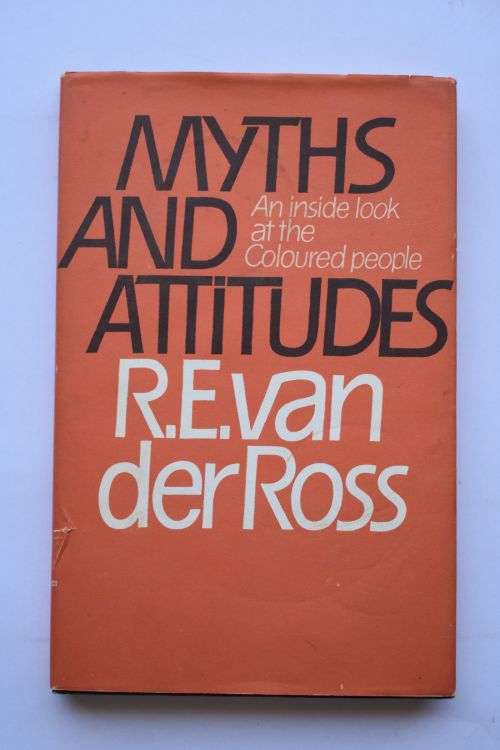 MYTHS
AND
ATTiTUDES
An inside look
at the
Coloured people
R.E.van
der Ross